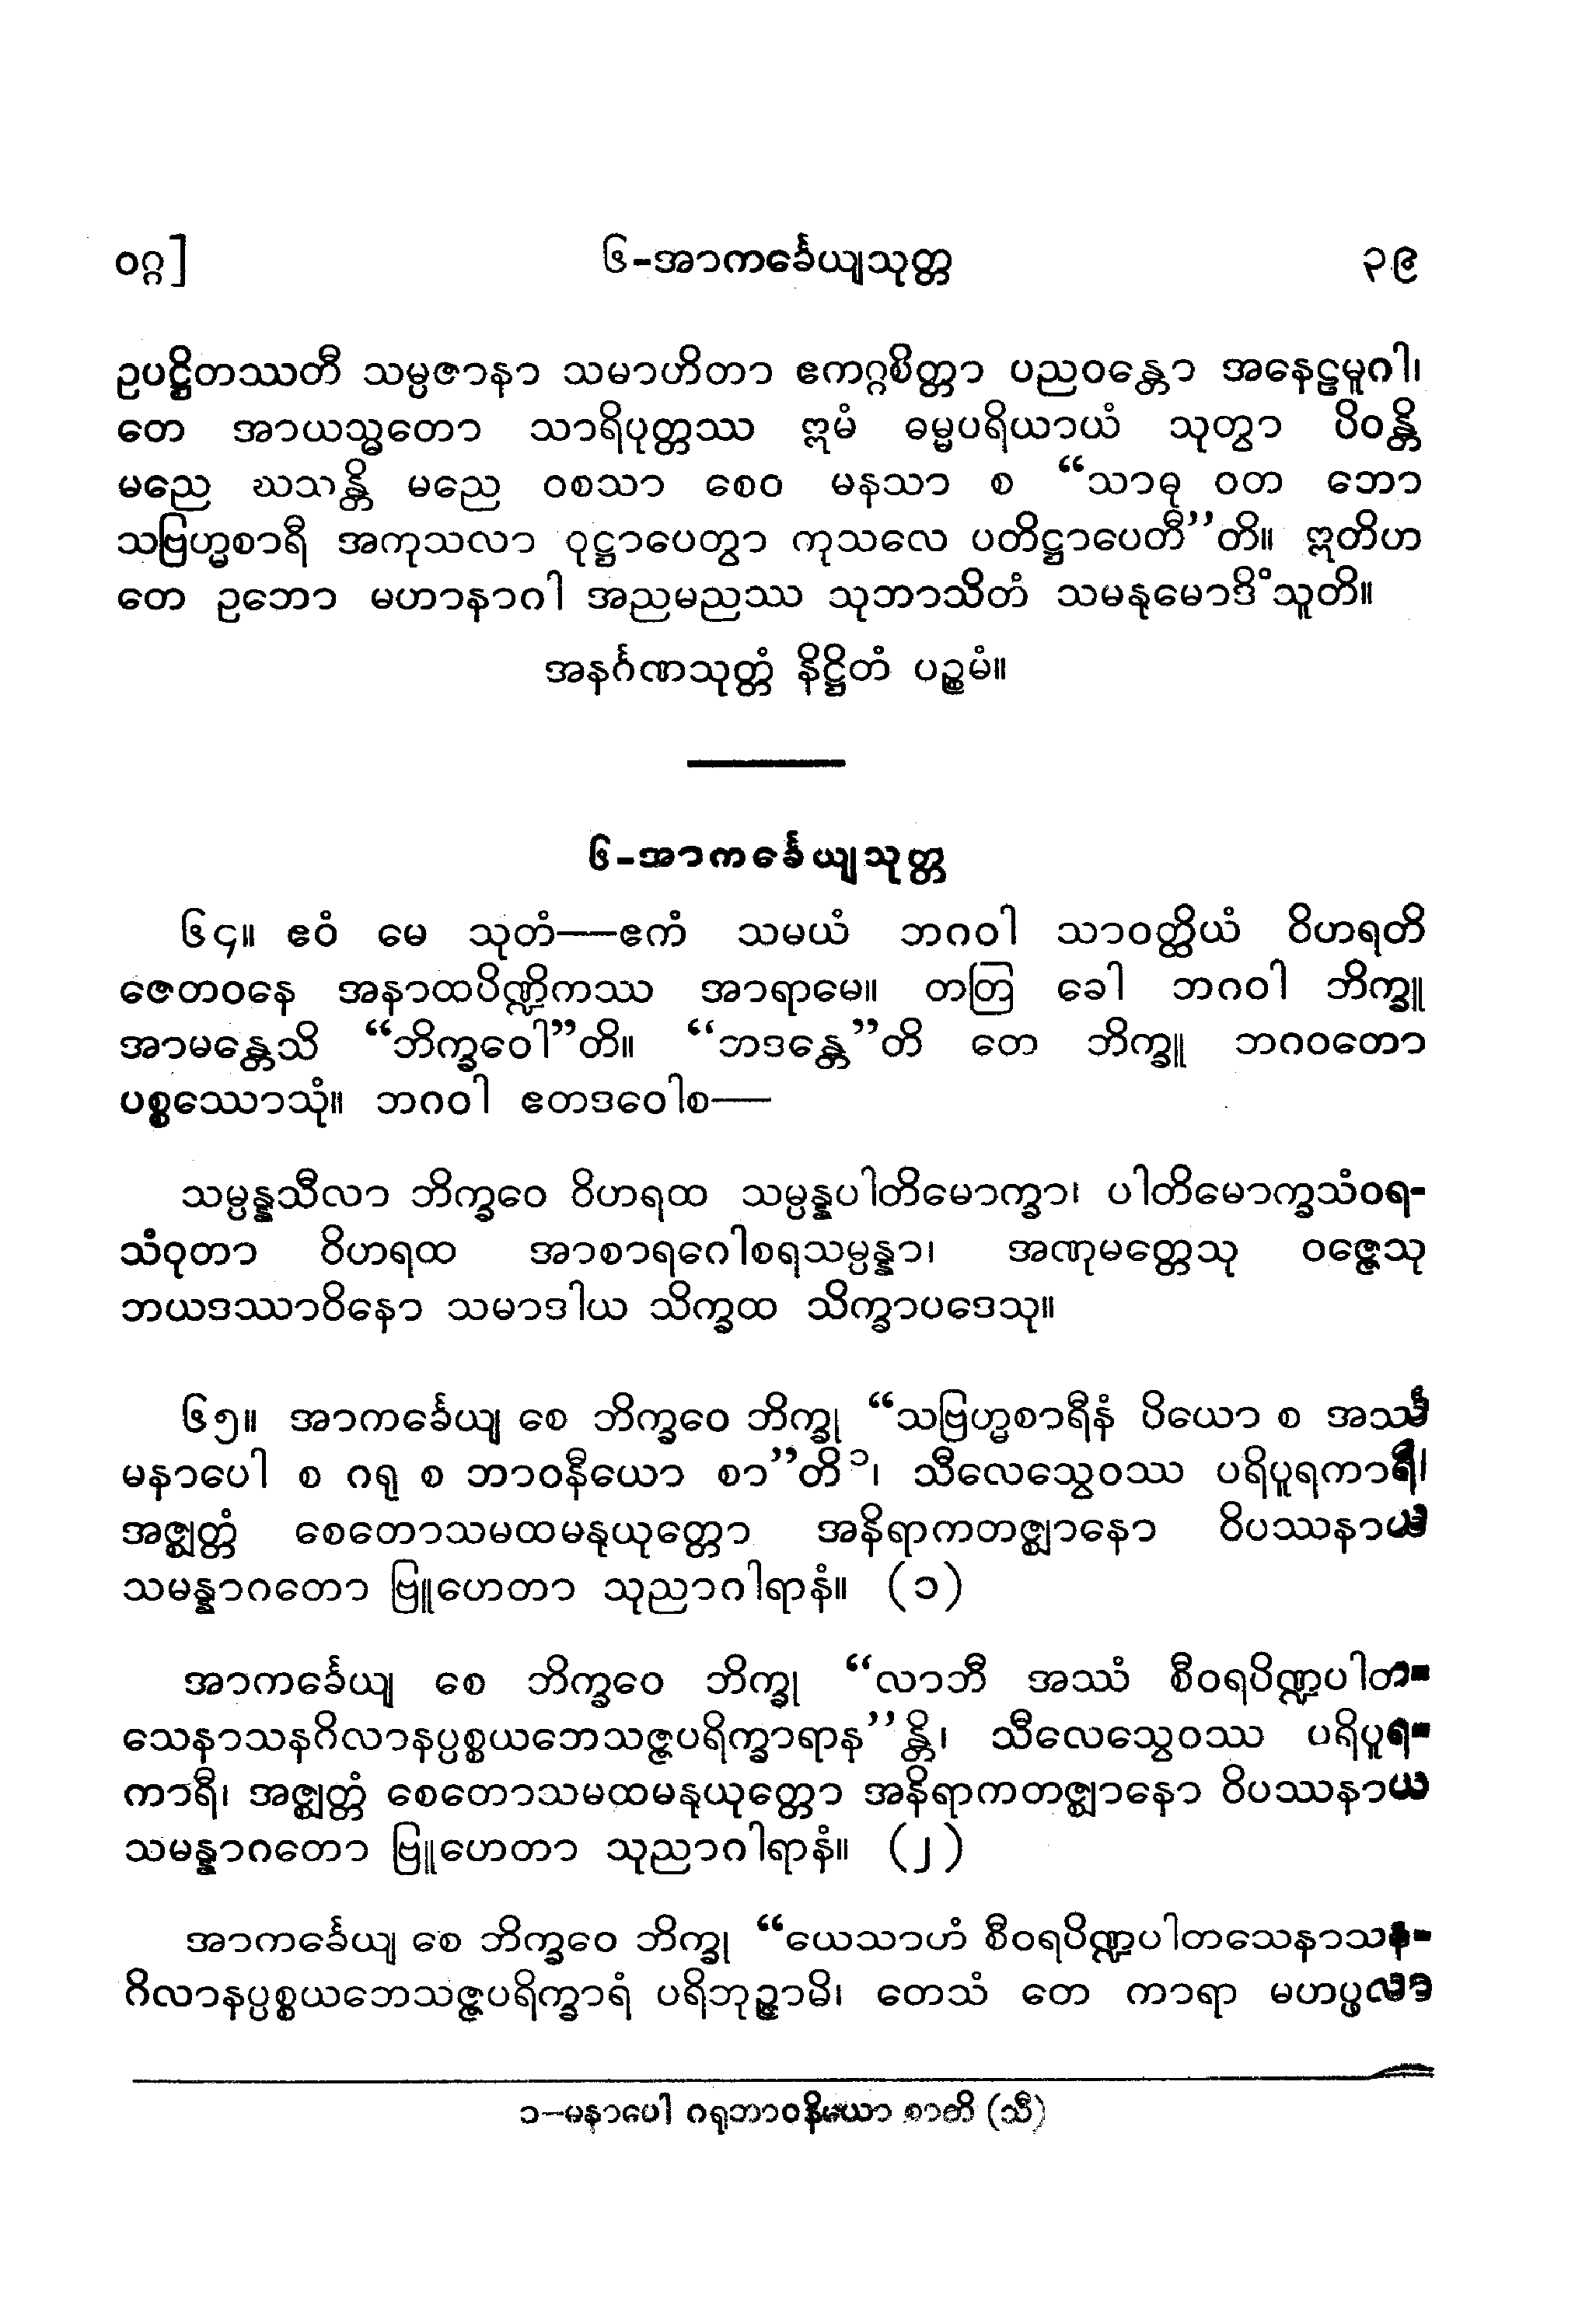 ဝဂ္ဂ] ၆-အာကင်္ခေယျသုတ္တ ၃၉
ဥပဋ္ဌိတဿတီ သမ္ပဇာနာ သမာဟိတာ ဧကဂ္ဂစိတ္တာ ပညဝန္တော အနေဠမူဂါ၊
တေ အာယသ္မတော သာရိပုတ္တဿ ဣမံ ဓမ္မပရိယာယံ သုတွာ ပိဝန္တိ
မညေ ဃသန္တိ မညေ ဝစသာ စေဝ မနသာ စ “သာဓု ဝတ ဘော
သဗြဟ္မစာရီ အကုသလာ ဝုဋ္ဌာပေတွာ ကုသလေ ပတိဋ္ဌာပေတီ”တိ။ ဣတိဟ
တေ ဥဘော မဟာနာဂါ အညမညဿ သုဘာသိတံ သမနုမောဒိံသူတိ။
အနင်္ဂဏသုတ္တံ နိဋ္ဌိတံ ပဉ္စမံ။
၆-အာကင်္ခေယျသုတ္တ
၆၄။ ဧဝံ မေ သုတံ——ဧကံ သမယံ ဘဂဝါ သာဝတ္ထိယံ ဝိဟရတိ
ဇေတဝနေ အနာထပိဏ္ဍိကဿ အာရာမေ။ တတြ ခေါ ဘဂဝါ ဘိက္ခူ
အာမန္တေသိ “ဘိက္ခဝေါ”တိ။ “ဘဒန္တေ”တိ တေ ဘိက္ခူ ဘဂဝတော
ပစ္စဿောသုံ။ ဘဂဝါ ဧတဒဝေါစ——
သမ္ပန္နသီလာ ဘိက္ခဝေ ဝိဟရထ သမ္ပန္နပါတိမောက္ခာ၊ ပါတိမောက္ခသံဝရ-
သံဝုတာ ဝိဟရထ အာစာရဂေါစရသမ္ပန္နာ၊ အဏုမတ္တေသု ဝဇ္ဇေသု
ဘယဒဿာဝိနော သမာဒါယ သိက္ခထ သိက္ခာပဒေသု။
၆၅။ အာကင်္ခေယျ စေ ဘိက္ခဝေ ဘိက္ခု “သဗြဟ္မစာရီနံ ပိယော စ အဿံ
မနာပေါ စ ဂရု စ ဘာဝနီယော စာ”တိ၁၊ သီလေသွေဝဿ ပရိပူရကာရီ၊
အဇ္ဈတ္တံ စေတောသမထမနုယုတ္တော အနိရာကတဇ္ဈာနော ဝိပဿနာယ
သမန္နာဂတော ဗြူဟေတာ သုညာဂါရာနံ။ (၁)
အာကင်္ခေယျ စေ ဘိက္ခဝေ ဘိက္ခု “လာဘီ အဿံ စီဝရပိဏ္ဍပါတ-
သေနာသနဂိလာနပ္ပစ္စယဘေသဇ္ဇပရိက္ခာရာန”န္တိ၊ သီလေသွေဝဿ ပရိပူရ-
ကာရီ၊ အဇ္ဈတ္တံ စေတောသမထမနုယုတ္တော အနိရာကတဇ္ဈာနော ဝိပဿနာယ
သမန္နာဂတော ဗြူဟေတာ သုညာဂါရာနံ။ (၂)
အာကင်္ခေယျ စေ ဘိက္ခဝေ ဘိက္ခု “ယေသာဟံ စီဝရပိဏ္ဍပါတသေနာသန-
ဂိလာနပ္ပစ္စယဘေသဇ္ဇပရိက္ခာရံ ပရိဘုဉ္ဇာမိ၊ တေသံ တေ ကာရာ မဟပ္ဖလာ
၁—မနာပေါ ဂရုဘာဝနိယော စာတိ (သီ)